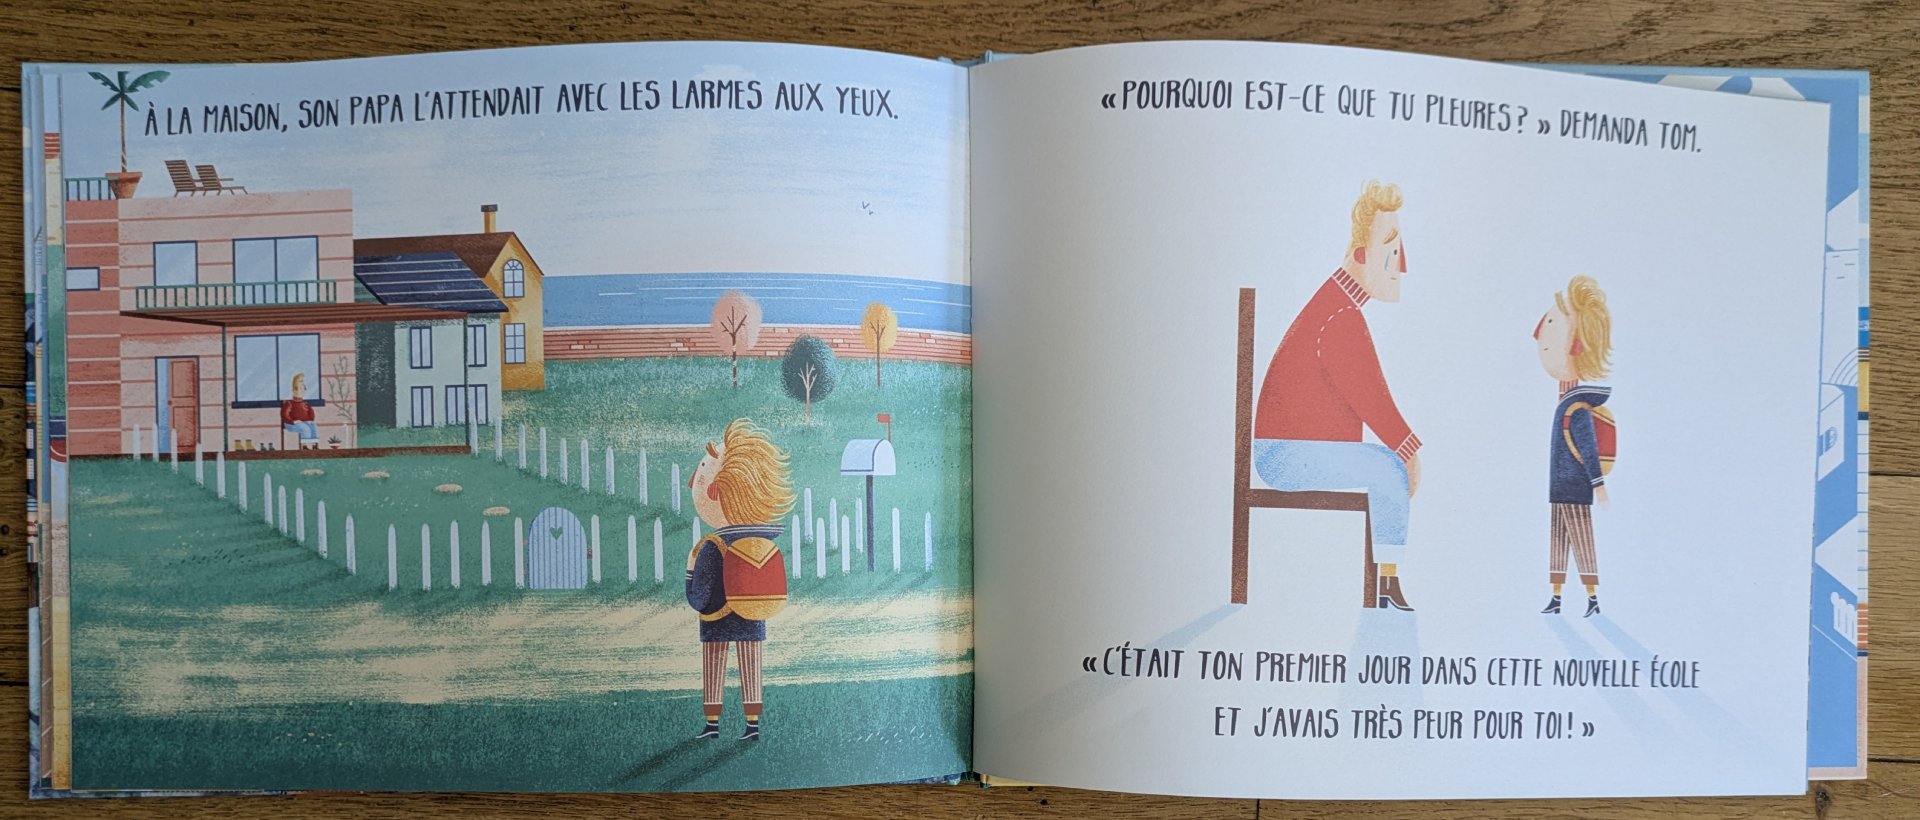 À LA MAISON, SON PAPA L'ATTENDAIT AVEC LES LARMES AUX YEUX.
« POURQUOI EST-CE QUE TU PLEURES ? » DEMANDA TOM.
« C'ÉTAIT TON PREMIER JOUR DANS CETTE NOUVELLE ÉCOLE
ET J'AVAIS TRÈS PEUR POUR TOI ! »